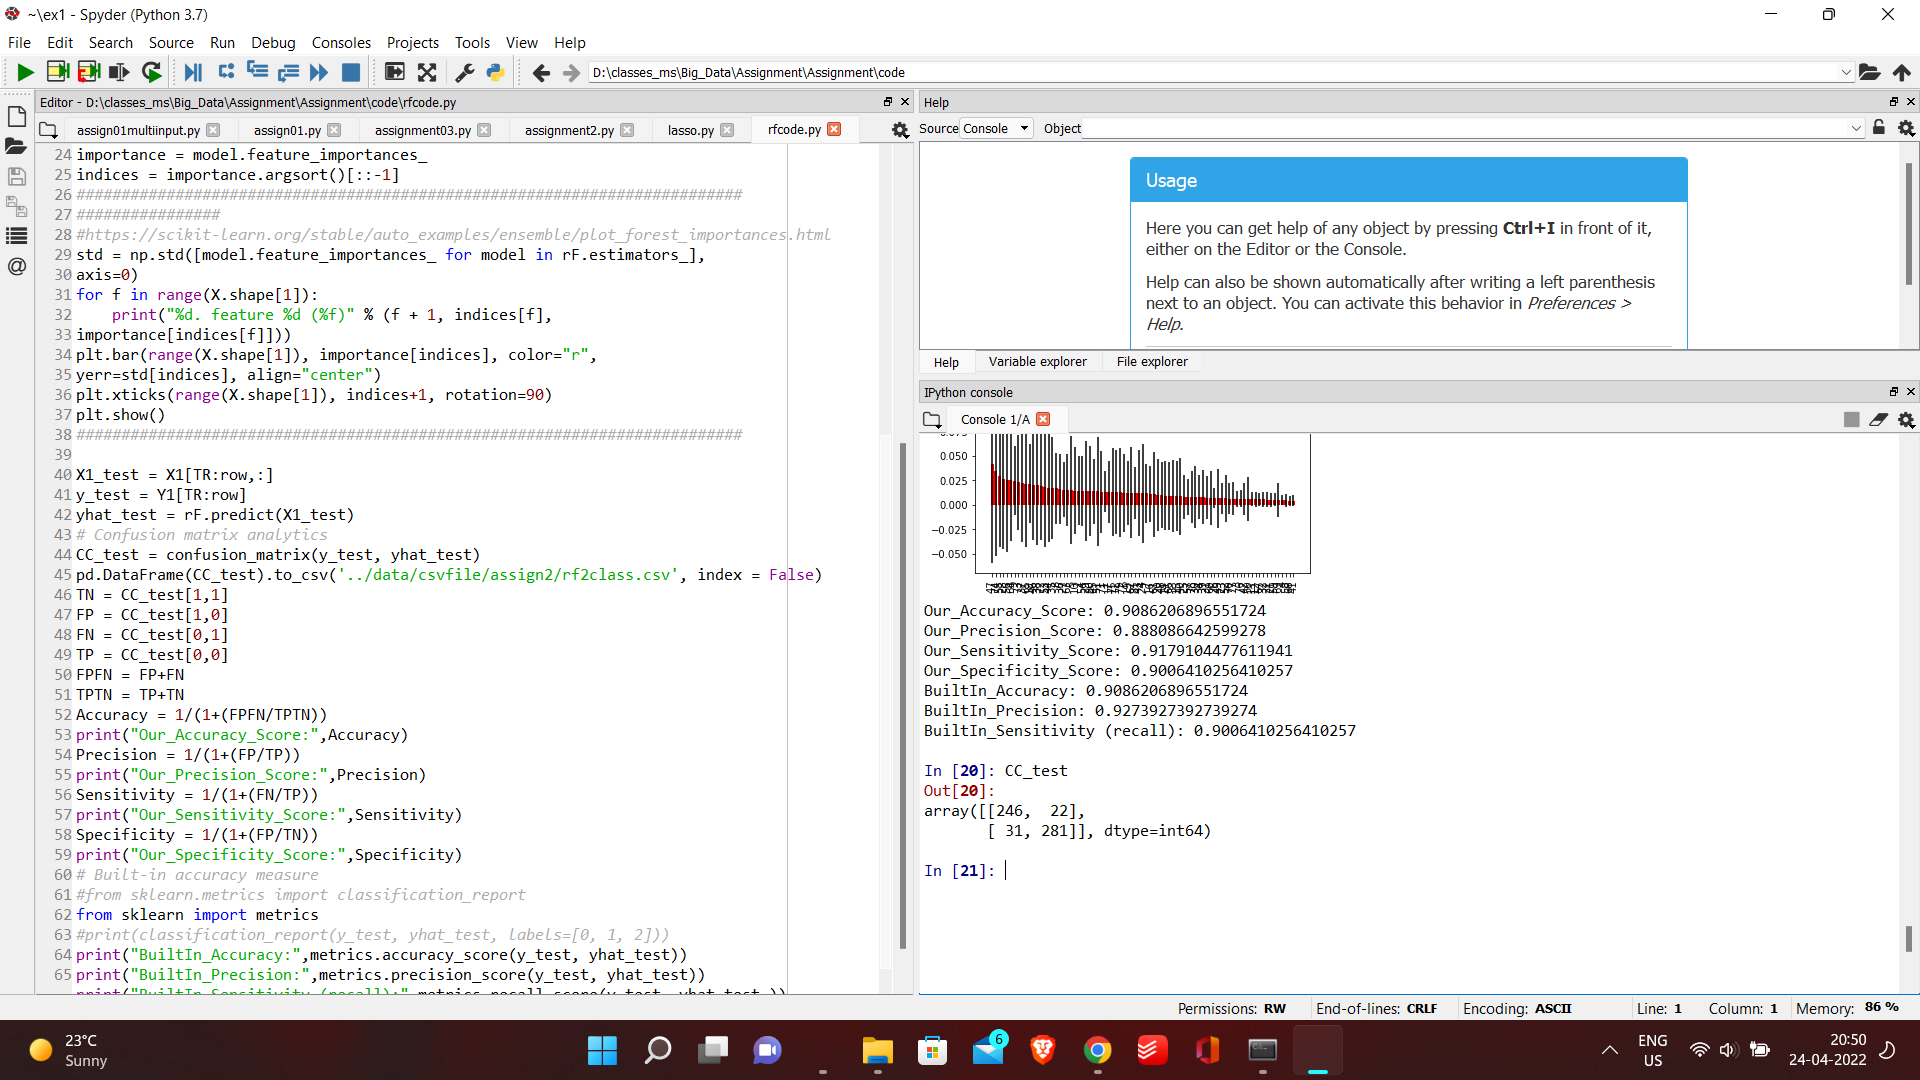 ~\ex1 - Spyder (Python 3.7)
File Edit Search Source Run Debug Consoles Projects Tools View Help
D:\classes_ms\Big_Data\Assignment\Assignment\code
Editor - D:\classes_ms\Big_Data\Assignment\Assignment\code\rfcode.py
assign01multiinput.py assign01.py assignment03.py assignment2.py lasso.py rfcode.py
24 importance = model.feature_importances_
25 indices = importance.argsort()[::-1]
26 ##########################################################################
27 ################
28 #https://scikit-learn.org/stable/auto_examples/ensemble/plot_forest_importances.html
29 std = np.std([model.feature_importances_ for model in rF.estimators_],
30 axis=0)
31 for f in range(X.shape[1]):
32     print("%d. feature %d (%f)" % (f + 1, indices[f],
33 importance[indices[f]]))
34 plt.bar(range(X.shape[1]), importance[indices], color="r",
35 yerr=std[indices], align="center")
36 plt.xticks(range(X.shape[1]), indices+1, rotation=90)
37 plt.show()
38 ##########################################################################
39
40 X1_test = X1[TR:row,:]
41 y_test = Y1[TR:row]
42 yhat_test = rF.predict(X1_test)
43 # Confusion matrix analytics
44 CC_test = confusion_matrix(y_test, yhat_test)
45 pd.DataFrame(CC_test).to_csv('../data/csvfile/assign2/rf2class.csv', index = False)
46 TN = CC_test[1,1]
47 FP = CC_test[1,0]
48 FN = CC_test[0,1]
49 TP = CC_test[0,0]
50 FPFN = FP+FN
51 TPTN = TP+TN
52 Accuracy = 1/(1+(FPFN/TPTN))
53 print("Our_Accuracy_Score:",Accuracy)
54 Precision = 1/(1+(FP/TP))
55 print("Our_Precision_Score:",Precision)
56 Sensitivity = 1/(1+(FN/TP))
57 print("Our_Sensitivity_Score:",Sensitivity)
58 Specificity = 1/(1+(FP/TN))
59 print("Our_Specificity_Score:",Specificity)
60 # Built-in accuracy measure
61 #from sklearn.metrics import classification_report
62 from sklearn import metrics
63 #print(classification_report(y_test, yhat_test, labels=[0, 1, 2]))
64 print("BuiltIn_Accuracy:",metrics.accuracy_score(y_test, yhat_test))
65 print("BuiltIn_Precision:",metrics.precision_score(y_test, yhat_test))
print("BuiltIn_Sensitivity (recall):",metrics.recall_score(y_test, yhat_test ))
Help
Source Console Object
Usage
Here you can get help of any object by pressing Ctrl+I in front of it,
either on the Editor or the Console.
Help can also be shown automatically after writing a left parenthesis
next to an object. You can activate this behavior in Preferences >
Help.
Help Variable explorer File explorer
IPython console
Console 1/A
0.075
0.050
0.025
0.000
−0.025
−0.050
Our_Accuracy_Score: 0.9086206896551724
Our_Precision_Score: 0.888086642599278
Our_Sensitivity_Score: 0.9179104477611941
Our_Specificity_Score: 0.9006410256410257
BuiltIn_Accuracy: 0.9086206896551724
BuiltIn_Precision: 0.9273927392739274
BuiltIn_Sensitivity (recall): 0.9006410256410257
In [20]: CC_test
Out[20]:
array([[246,  22],
       [ 31, 281]], dtype=int64)
In [21]:
Permissions: RW End-of-lines: CRLF Encoding: ASCII Line: 1 Column: 1 Memory: 86 %
23°C
Sunny
6
ENG
US
20:50
24-04-2022